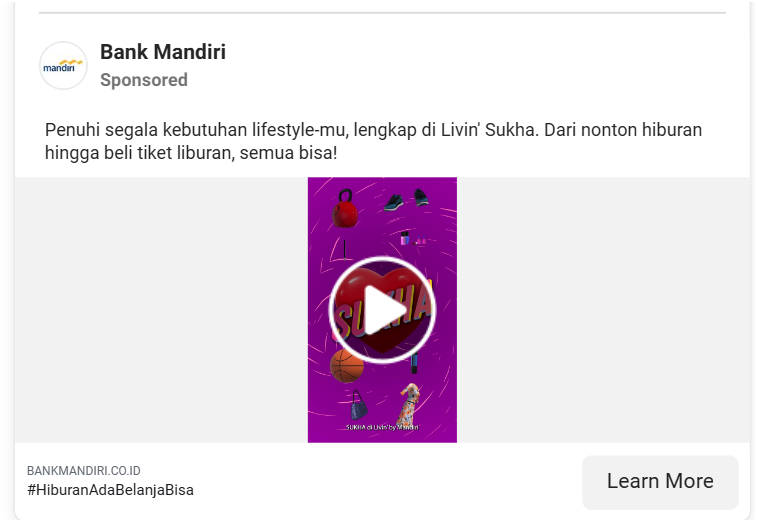 mandiri
Bank Mandiri
Sponsored
Penuhi segala kebutuhan lifestyle-mu, lengkap di Livin' Sukha. Dari nonton hiburan
hingga beli tiket liburan, semua bisa!
SUKHA
SUKHA di Livin' by Mandiri
BANKMANDIRI.CO.ID
#HiburanAdaBelanjaBisa
Learn More